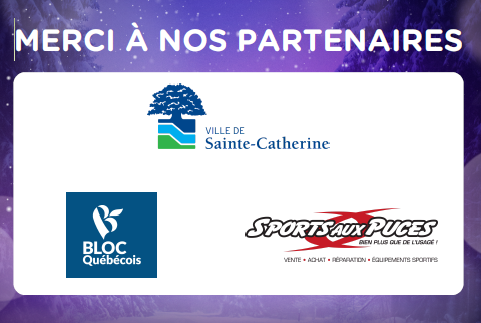 MERCI À NOS PARTENAIRES
VILLE DE
Sainte-Catherine
BLOC
Québécois
SPORTS AUX PUCES
BIEN PLUS QUE DE L'USAGÉ !
VENTE • ACHAT • RÉPARATION • ÉQUIPEMENTS SPORTIFS